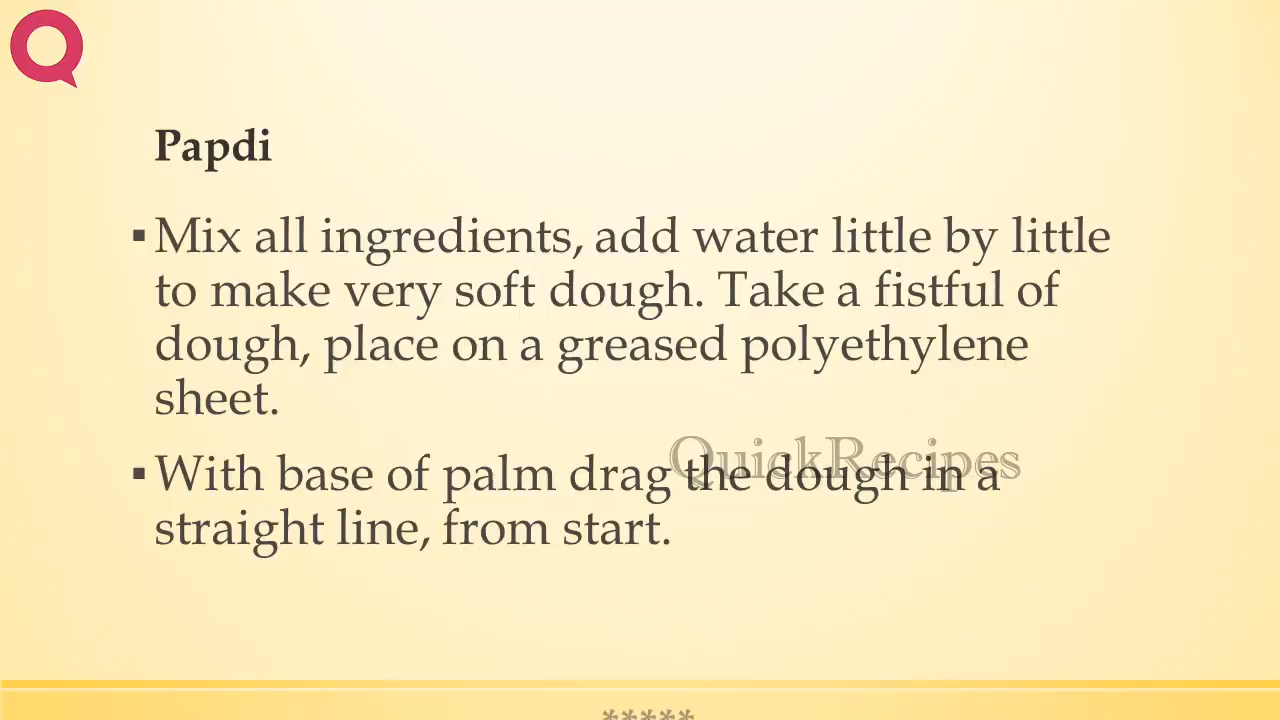 Papdi
▪Mix all ingredients, add water little by little
to make very soft dough. Take a fistful of
dough, place on a greased polyethylene
sheet.
QuickRecipes
▪With base of palm drag the dough in a
straight line, from start.
*****